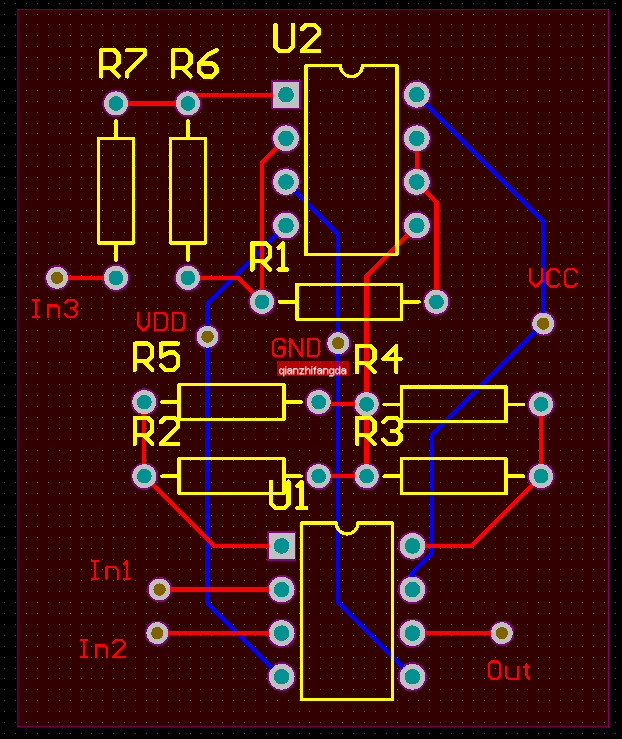 U2
R7 R6
R1
In3
VCC
VDD
GND
R5
R4
qianzhifangda
R2
R3
U1
In1
In2
Out